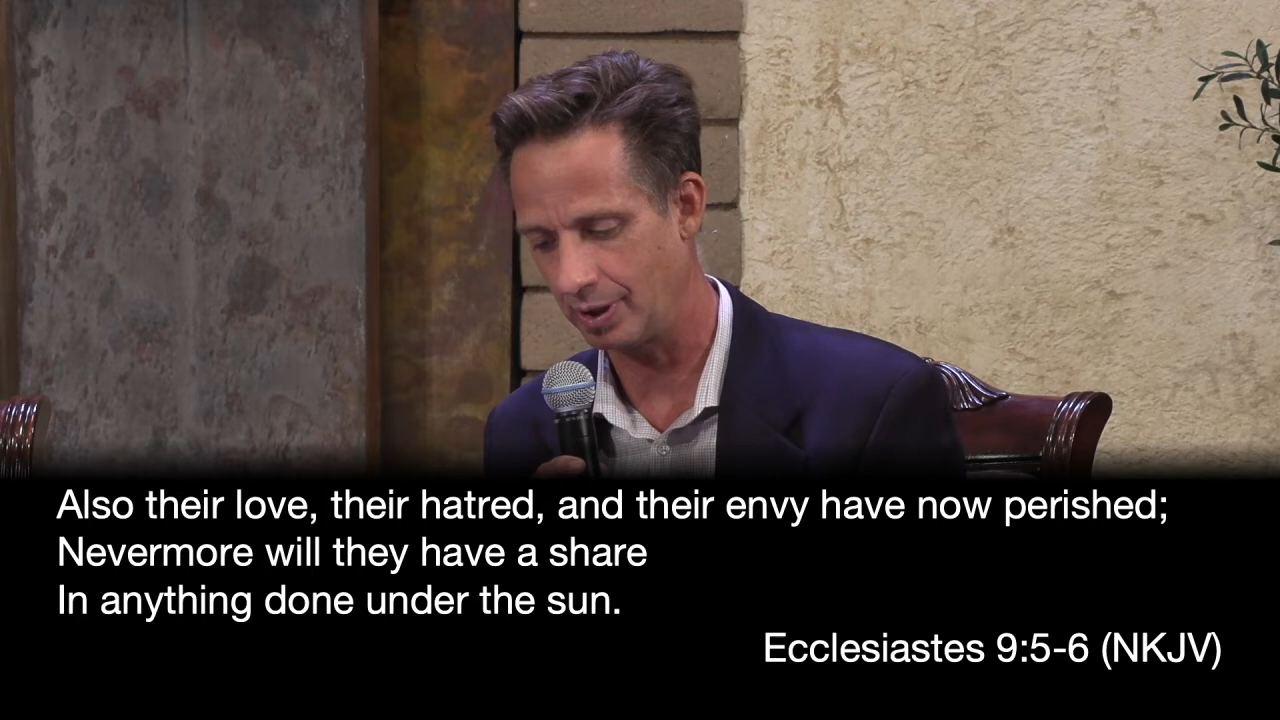 Also their love, their hatred, and their envy have now perished;
Nevermore will they have a share
In anything done under the sun.
Ecclesiastes 9:5-6 (NKJV)